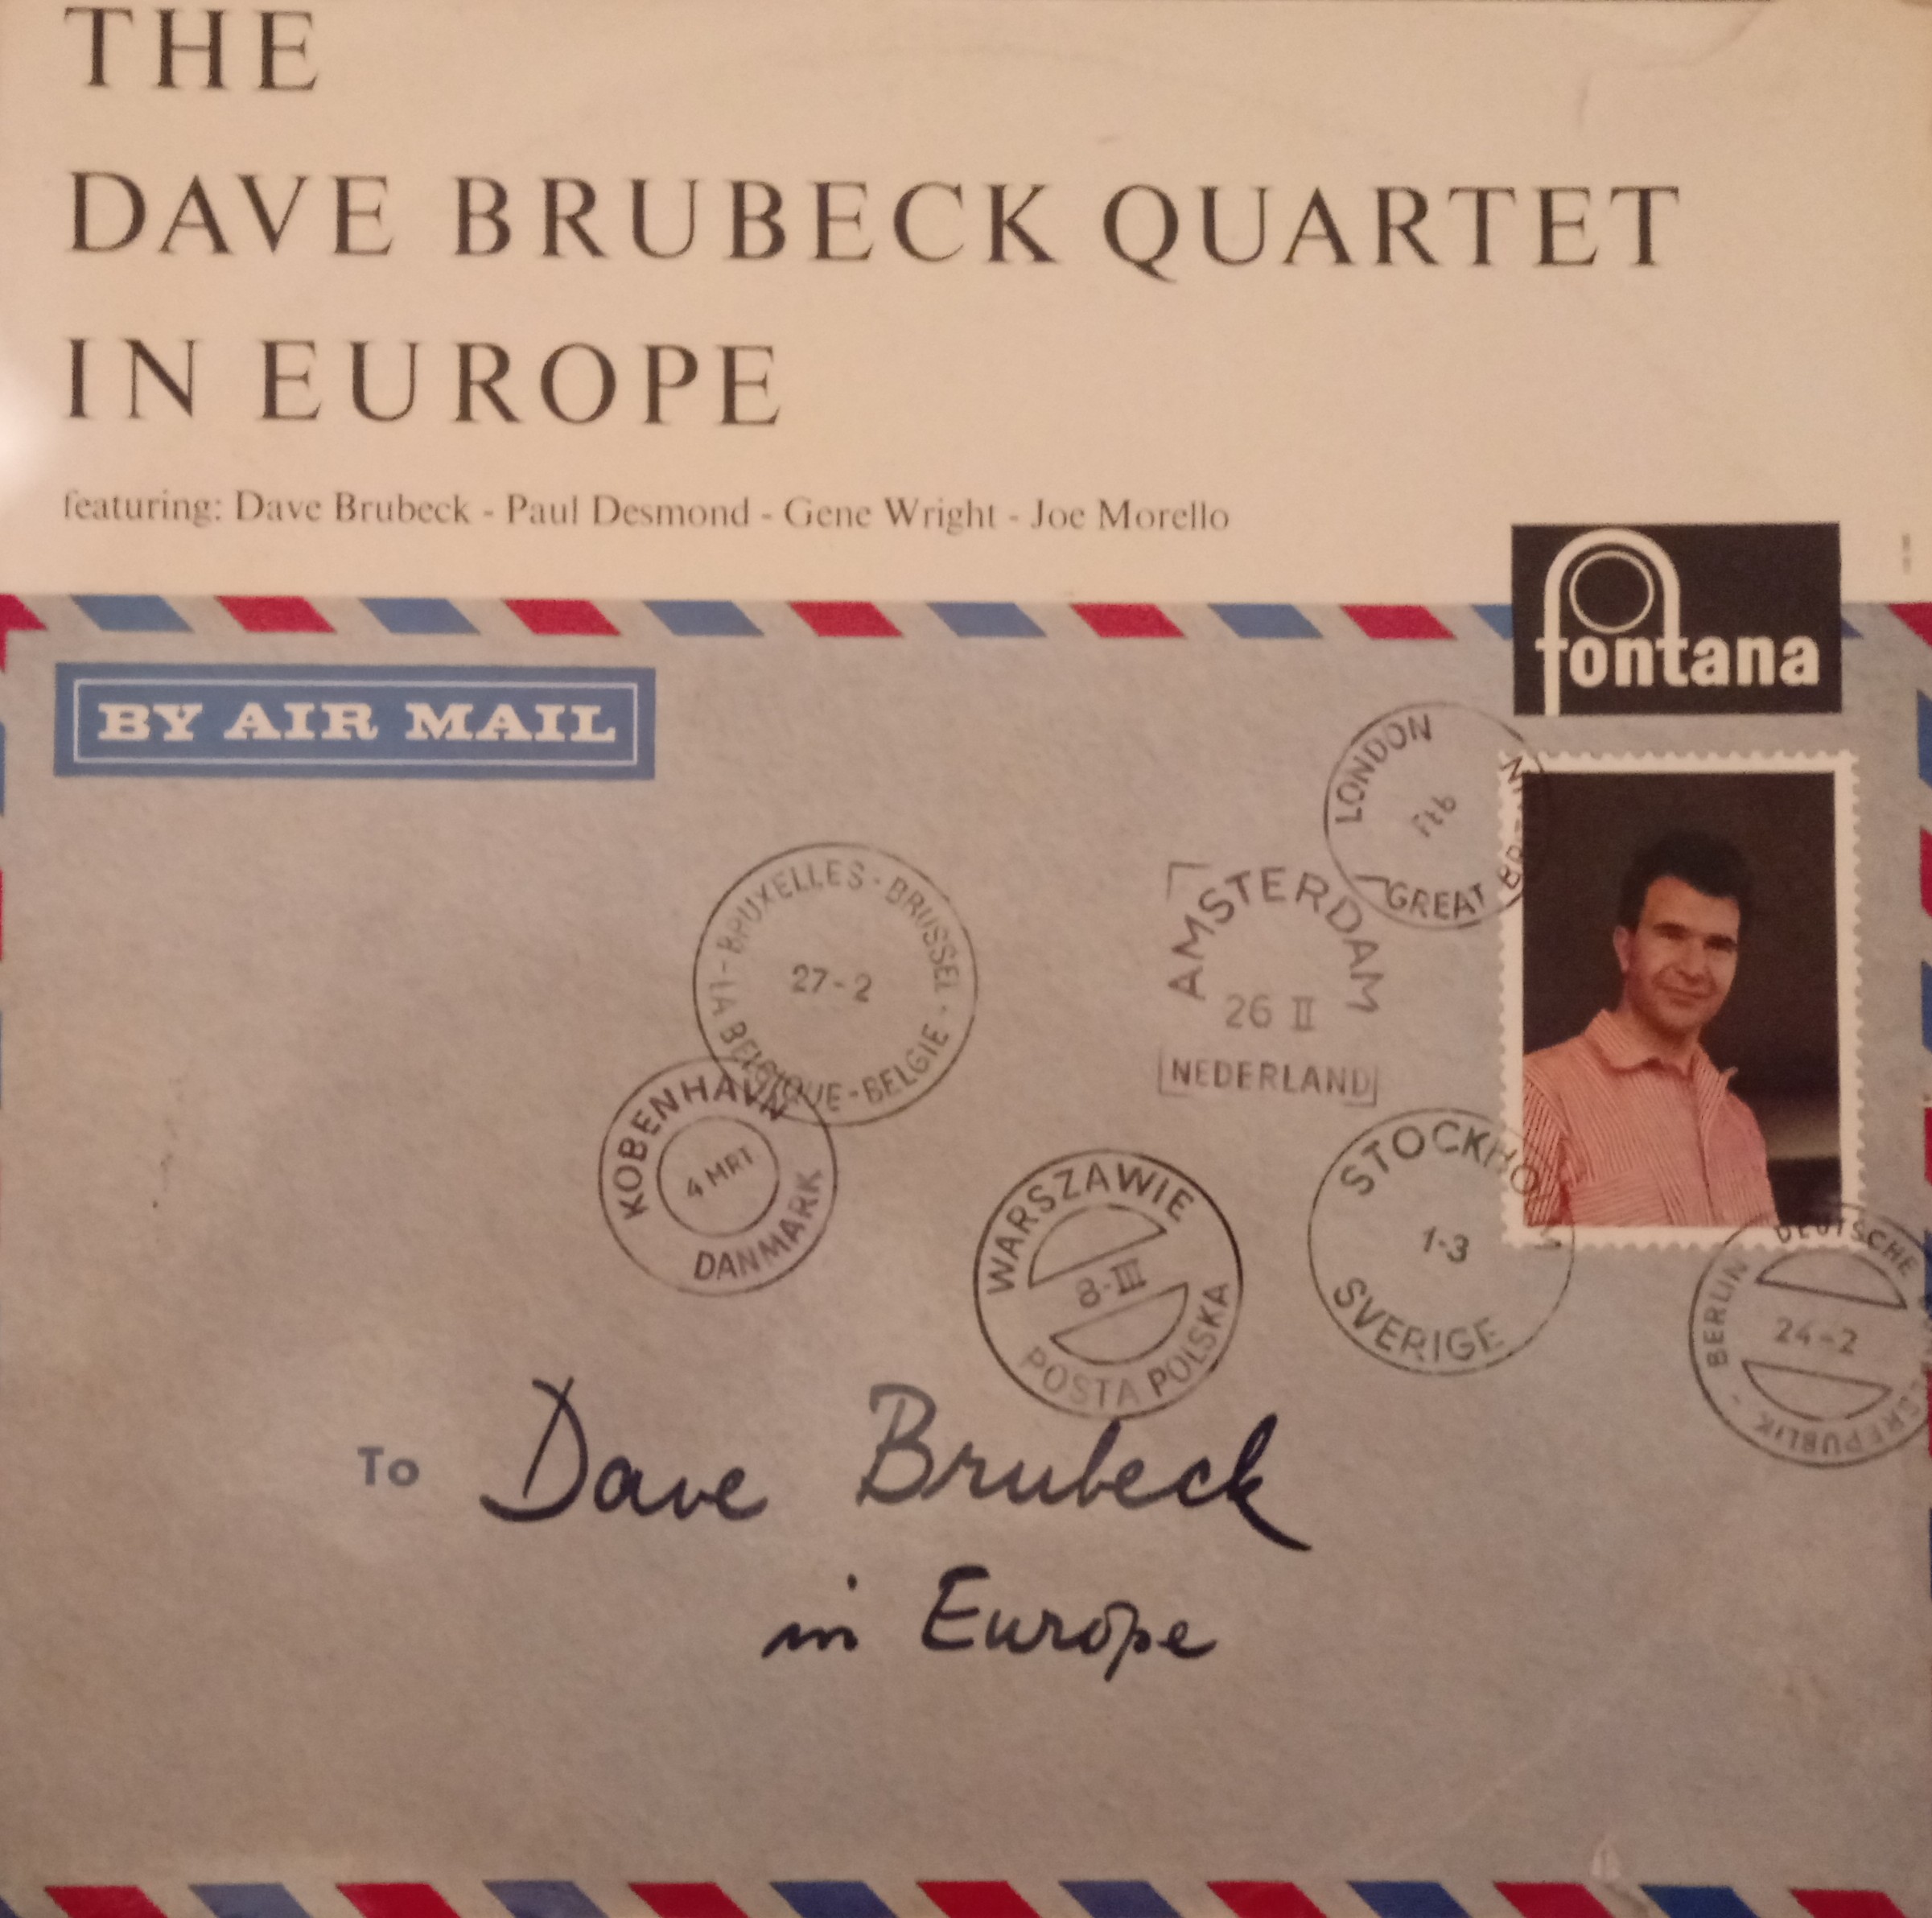 THE
DAVE BRUBECK QUARTET
IN EUROPE
featuring: Dave Brubeck - Paul Desmond - Gene Wright - Joe Morello
fontana
BY AIR MAIL
LONDON
GREAT
BRUXELLES - BRUSSEL
27-2
BELGIQUE - BELGIE
AMSTERDAM
26 II
NEDERLAND
KOBENHAVN
4 MRT
DANMARK
WARSZAWIE
8-III
POSTA POLSKA
STOCKHOLM
1-3
SVERIGE
BERLIN
DEUTSCHE
24-2
To Dave Brubeck
in Europe